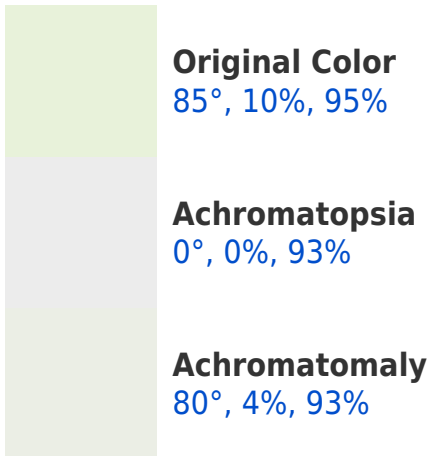 Original Color
85°, 10%, 95%
Achromatopsia
0°, 0%, 93%
Achromatomaly
80°, 4%, 93%